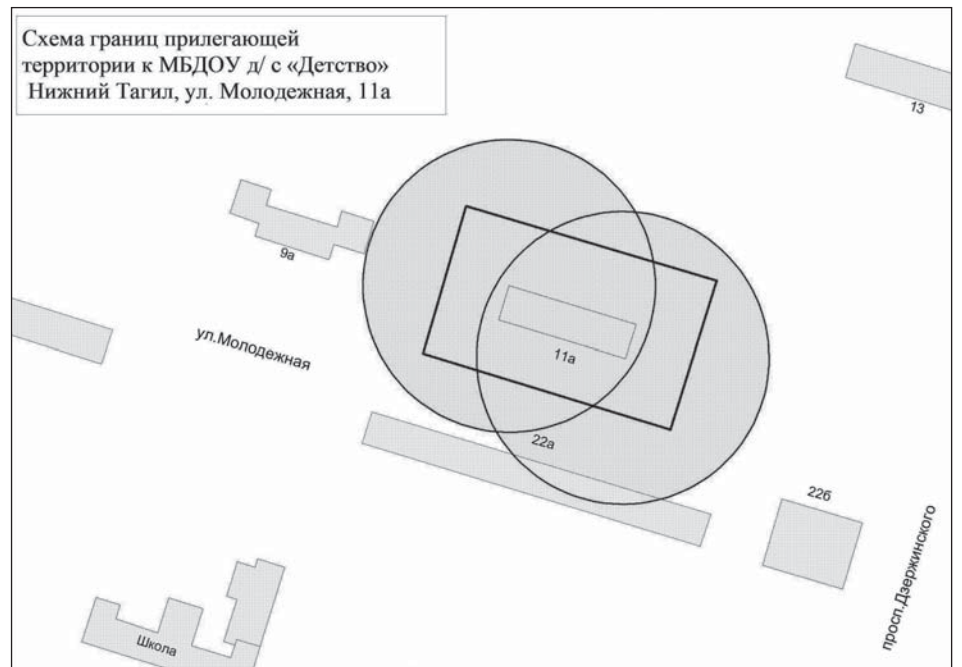 Схема границ прилегающей
территории к МБДОУ д/ с «Детство»
Нижний Тагил, ул. Молодежная, 11а
13
9а
ул.Молодежная
11а
22а
22б
просп.Дзержинского
Школа